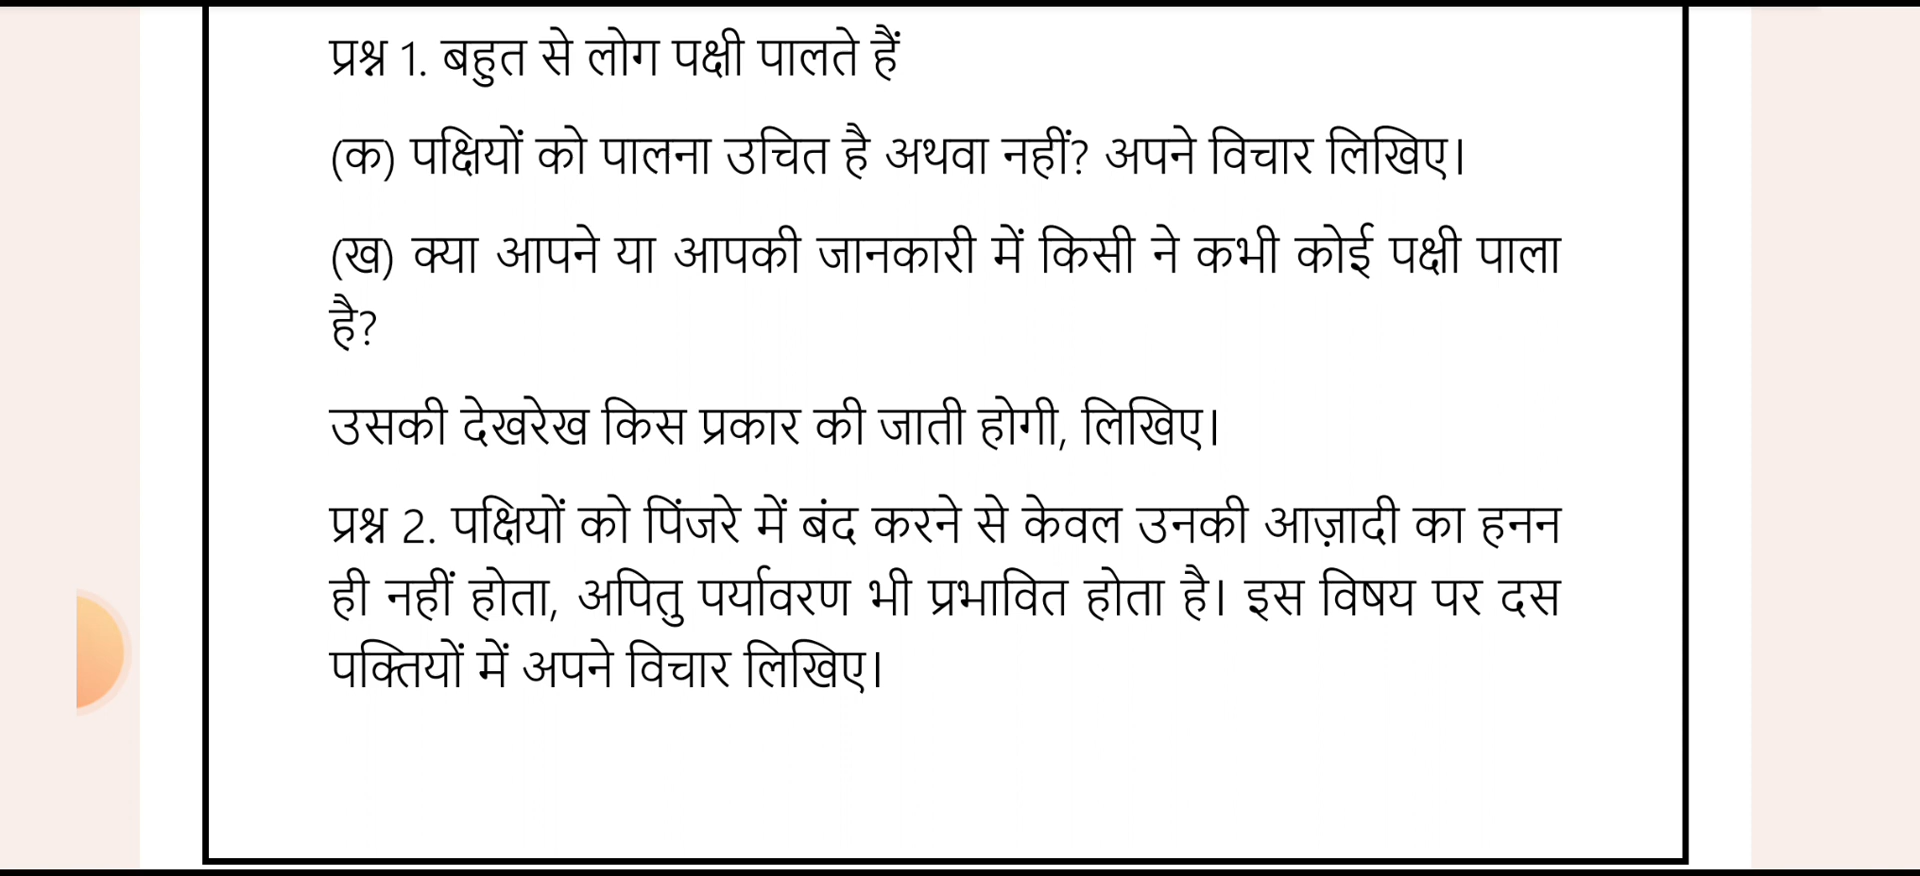 प्रश्न 1. बहुत से लोग पक्षी पालते हैं
(क) पक्षियों को पालना उचित है अथवा नहीं? अपने विचार लिखिए।
(ख) क्या आपने या आपकी जानकारी में किसी ने कभी कोई पक्षी पाला
है?
उसकी देखरेख किस प्रकार की जाती होगी, लिखिए।
प्रश्न 2. पक्षियों को पिंजरे में बंद करने से केवल उनकी आज़ादी का हनन
ही नहीं होता, अपितु पर्यावरण भी प्रभावित होता है। इस विषय पर दस
पक्तियों में अपने विचार लिखिए।